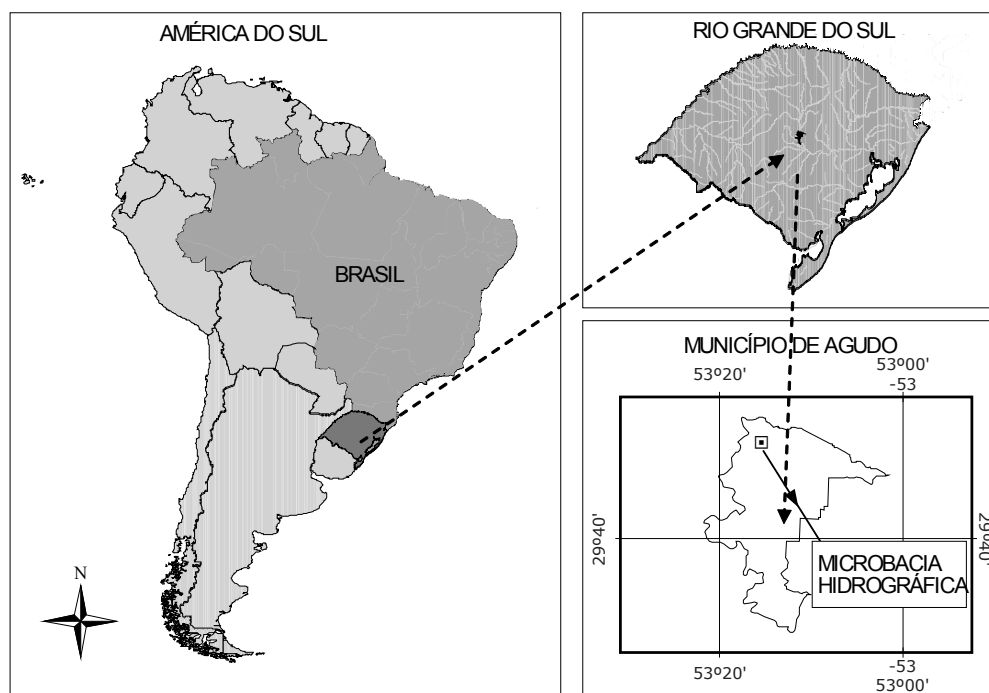 AMÉRICA DO SUL
BRASIL
N
RIO GRANDE DO SUL
MUNICÍPIO DE AGUDO
53º20'
53º00'
-53
29º40'
29º40'
MICROBACIA
HIDROGRÁFICA
53º20'
-53
53º00'